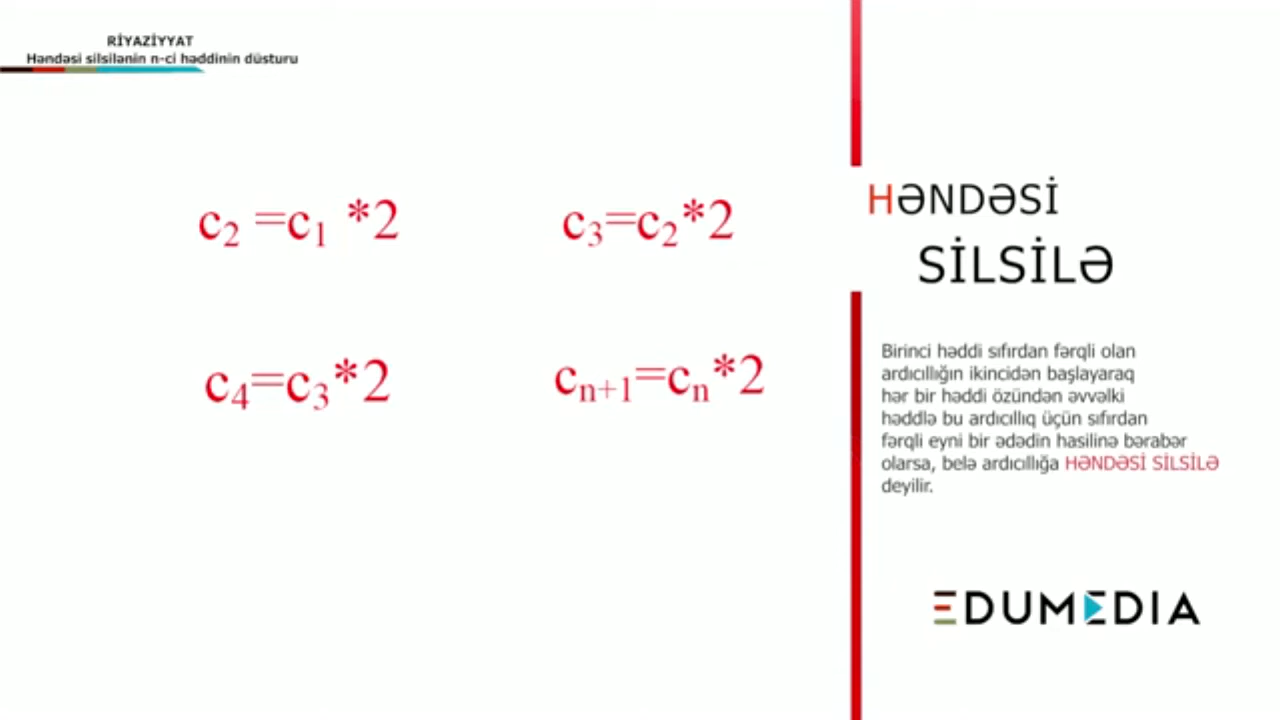 RİYAZİYYAT
Həndəsi silsilənin n-ci həddinin düsturu
c₂ =c₁ *2
c₃=c₂*2
c₄=c₃*2
cₙ₊₁=cₙ*2
HƏNDƏSİ
SİLSİLƏ
Birinci həddi sıfırdan fərqli olan
ardıcıllığın ikincidən başlayaraq
hər bir həddi özündən əvvəlki
həddlə bu ardıcıllıq üçün sıfırdan
fərqli eyni bir ədədin hasilinə bərabər
olarsa, belə ardıcıllığa HƏNDƏSİ SİLSİLƏ
deyilir.
EDUMEDIA